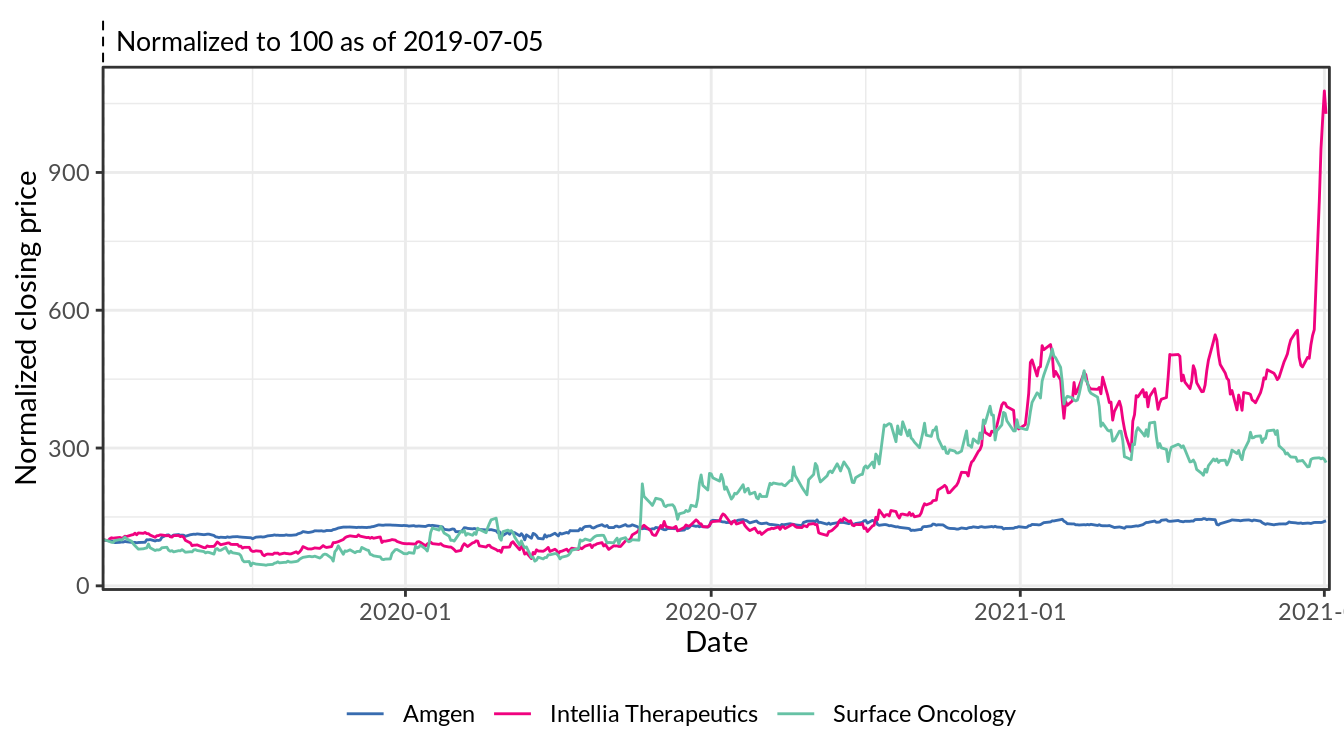 Normalized to 100 as of 2019-07-05
Normalized closing price
900
600
300
0
2020-01
2020-07
2021-01
2021-
Date
Amgen
Intellia Therapeutics
Surface Oncology